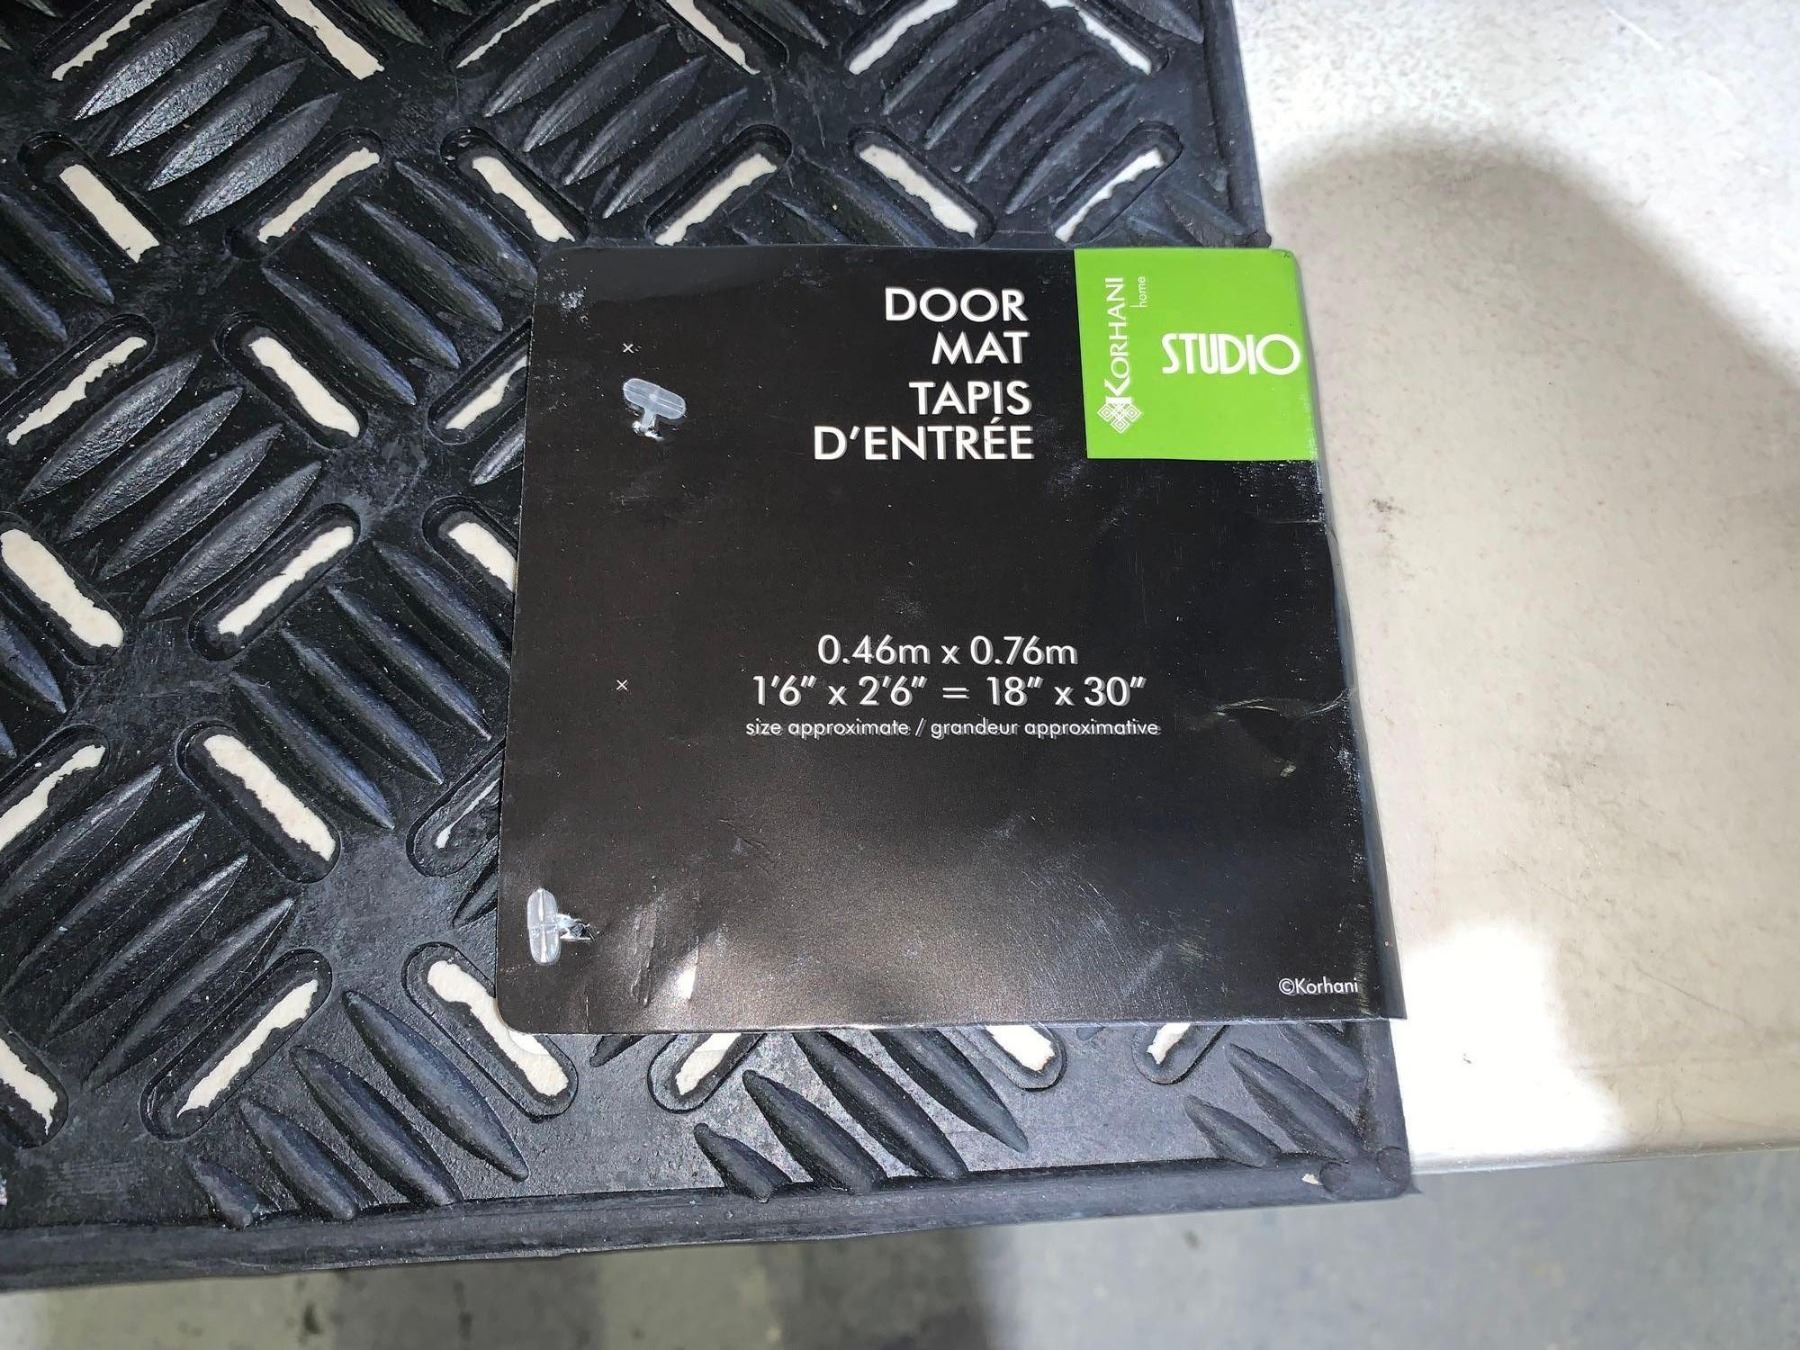 DOOR
MAT
TAPIS
D'ENTRÉE
KORHANI
home
STUDIO
0.46m x 0.76m
1'6" x 2'6" = 18" x 30"
size approximate / grandeur approximative
©Korhani